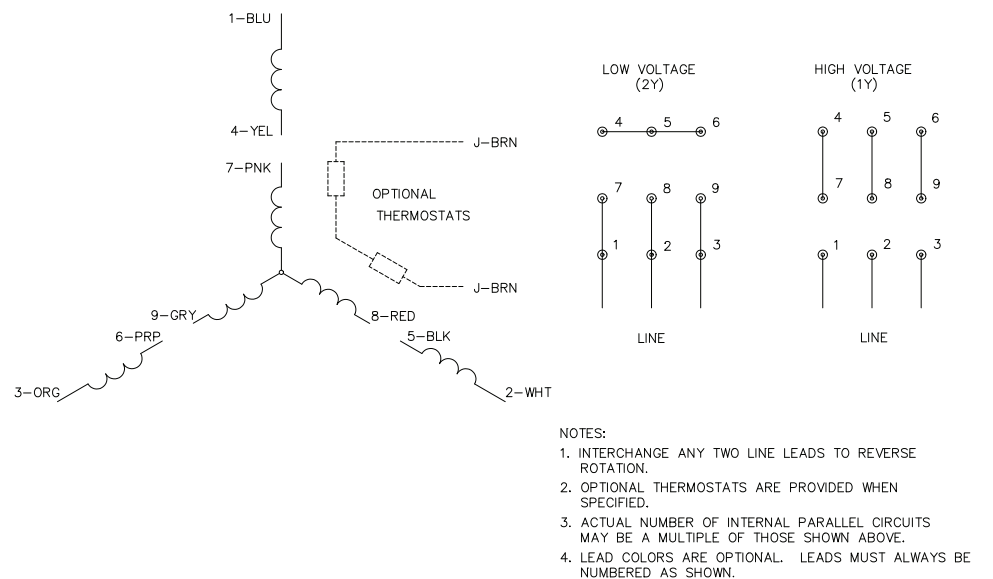 1-BLU
4-YEL
7-PNK
J-BRN
OPTIONAL
THERMOSTATS
J-BRN
9-GRY
8-RED
6-PRP
5-BLK
3-ORG
2-WHT
LOW VOLTAGE
(2Y)
4 5 6
7 8 9
1 2 3
LINE
HIGH VOLTAGE
(1Y)
4 5 6
7 8 9
1 2 3
LINE
NOTES:
1. INTERCHANGE ANY TWO LINE LEADS TO REVERSE
ROTATION.
2. OPTIONAL THERMOSTATS ARE PROVIDED WHEN
SPECIFIED.
3. ACTUAL NUMBER OF INTERNAL PARALLEL CIRCUITS
MAY BE A MULTIPLE OF THOSE SHOWN ABOVE.
4. LEAD COLORS ARE OPTIONAL. LEADS MUST ALWAYS BE
NUMBERED AS SHOWN.